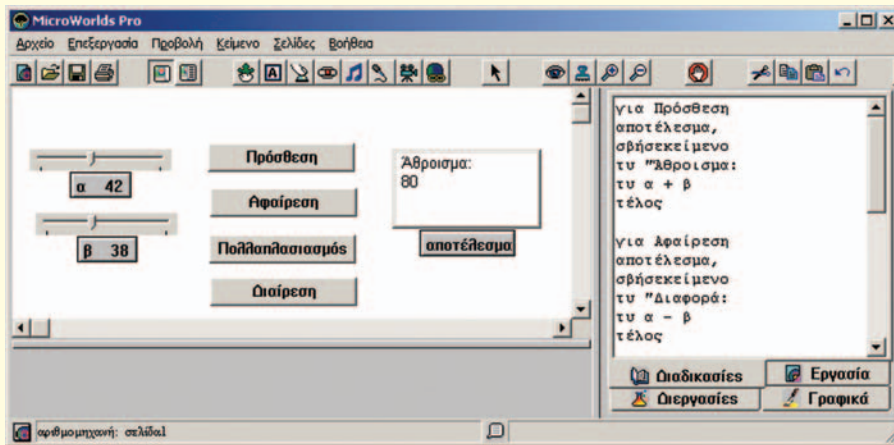 MicroWorlds Pro
Αρχείο Επεξεργασία Προβολή Κείμενο Σελίδες Βοήθεια
α 42
β 38
Πρόσθεση
Αφαίρεση
Πολλαπλασιασμός
Διαίρεση
Άθροισμα:
80
αποτέλεσμα
για Πρόσθεση
αποτέλεσμα,
σβήσεκείμενο
τυ "Άθροισμα:
τυ α + β
τέλος
για Αφαίρεση
αποτέλεσμα,
σβήσεκείμενο
τυ "Διαφορά:
τυ α - β
τέλος
Διαδικασίες Εργασία
Διεργασίες Γραφικά
αριθμομηχανή: σελίδα1